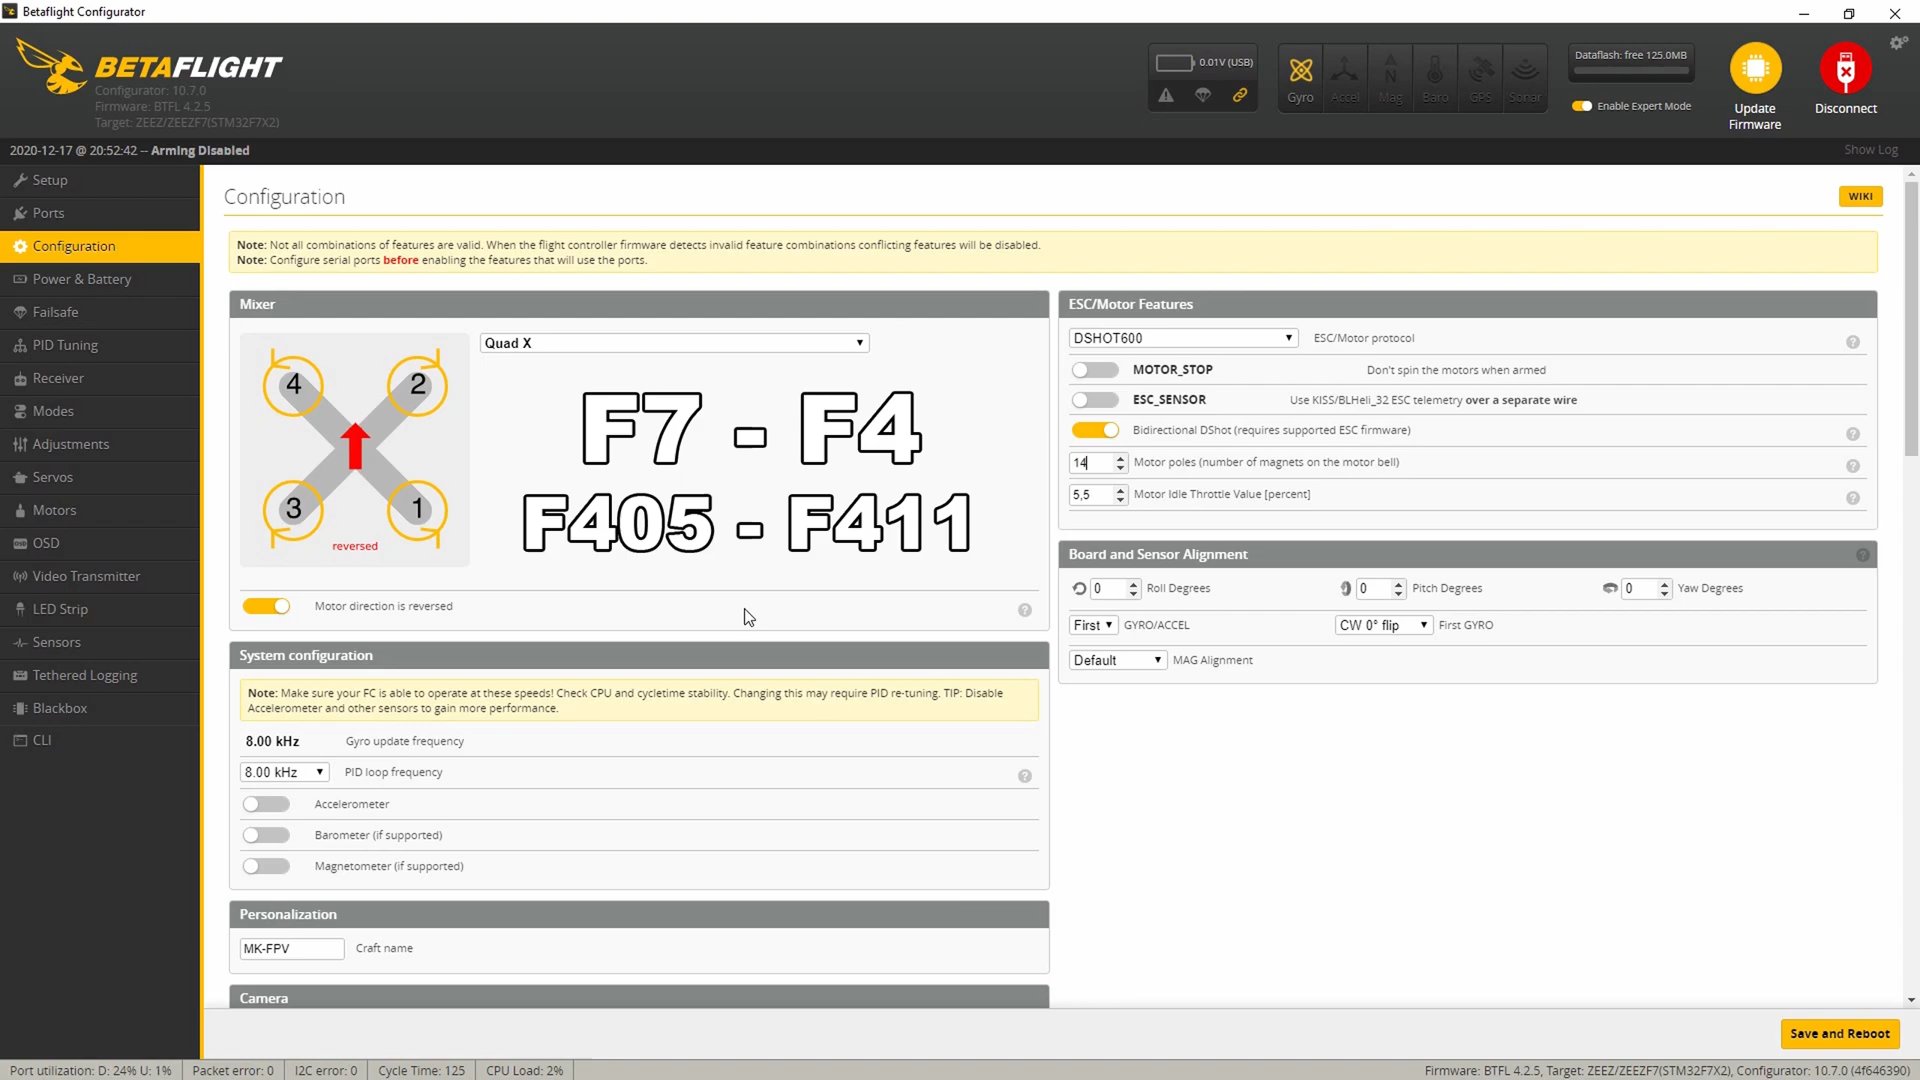 Betaflight Configurator
BETAFLIGHT
Configurator: 10.7.0
Firmware: BTFL 4.2.5
Target: ZEEZ/ZEEZF7(STM32F7X2)
0.01V (USB)
Gyro
Accel
Mag
Baro
GPS
Sonar
Dataflash: free 125.0MB
Enable Expert Mode
Update
Firmware
Disconnect
2020-12-17 @ 20:52:42 -- Arming Disabled
Show Log
Setup
Ports
Configuration
Power & Battery
Failsafe
PID Tuning
Receiver
Modes
Adjustments
Servos
Motors
OSD
Video Transmitter
LED Strip
Sensors
Tethered Logging
Blackbox
CLI
Configuration
WIKI
Note: Not all combinations of features are valid. When the flight controller firmware detects invalid feature combinations conflicting features will be disabled.
Note: Configure serial ports before enabling the features that will use the ports.
Mixer
4
2
3
1
reversed
Quad X
F7 - F4
F405 - F411
Motor direction is reversed
System configuration
Note: Make sure your FC is able to operate at these speeds! Check CPU and cycletime stability. Changing this may require PID re-tuning. TIP: Disable
Accelerometer and other sensors to gain more performance.
8.00 kHz Gyro update frequency
8.00 kHz PID loop frequency
Accelerometer
Barometer (if supported)
Magnetometer (if supported)
Personalization
MK-FPV Craft name
Camera
ESC/Motor Features
DSHOT600 ESC/Motor protocol
MOTOR_STOP Don't spin the motors when armed
ESC_SENSOR Use KISS/BLHeli_32 ESC telemetry over a separate wire
Bidirectional DShot (requires supported ESC firmware)
14 Motor poles (number of magnets on the motor bell)
5,5 Motor Idle Throttle Value [percent]
Board and Sensor Alignment
0 Roll Degrees 0 Pitch Degrees 0 Yaw Degrees
First GYRO/ACCEL CW 0° flip First GYRO
Default MAG Alignment
Save and Reboot
Port utilization: D: 24% U: 1% Packet error: 0 I2C error: 0 Cycle Time: 125 CPU Load: 2% Firmware: BTFL 4.2.5, Target: ZEEZ/ZEEZF7(STM32F7X2), Configurator: 10.7.0 (4f646390)